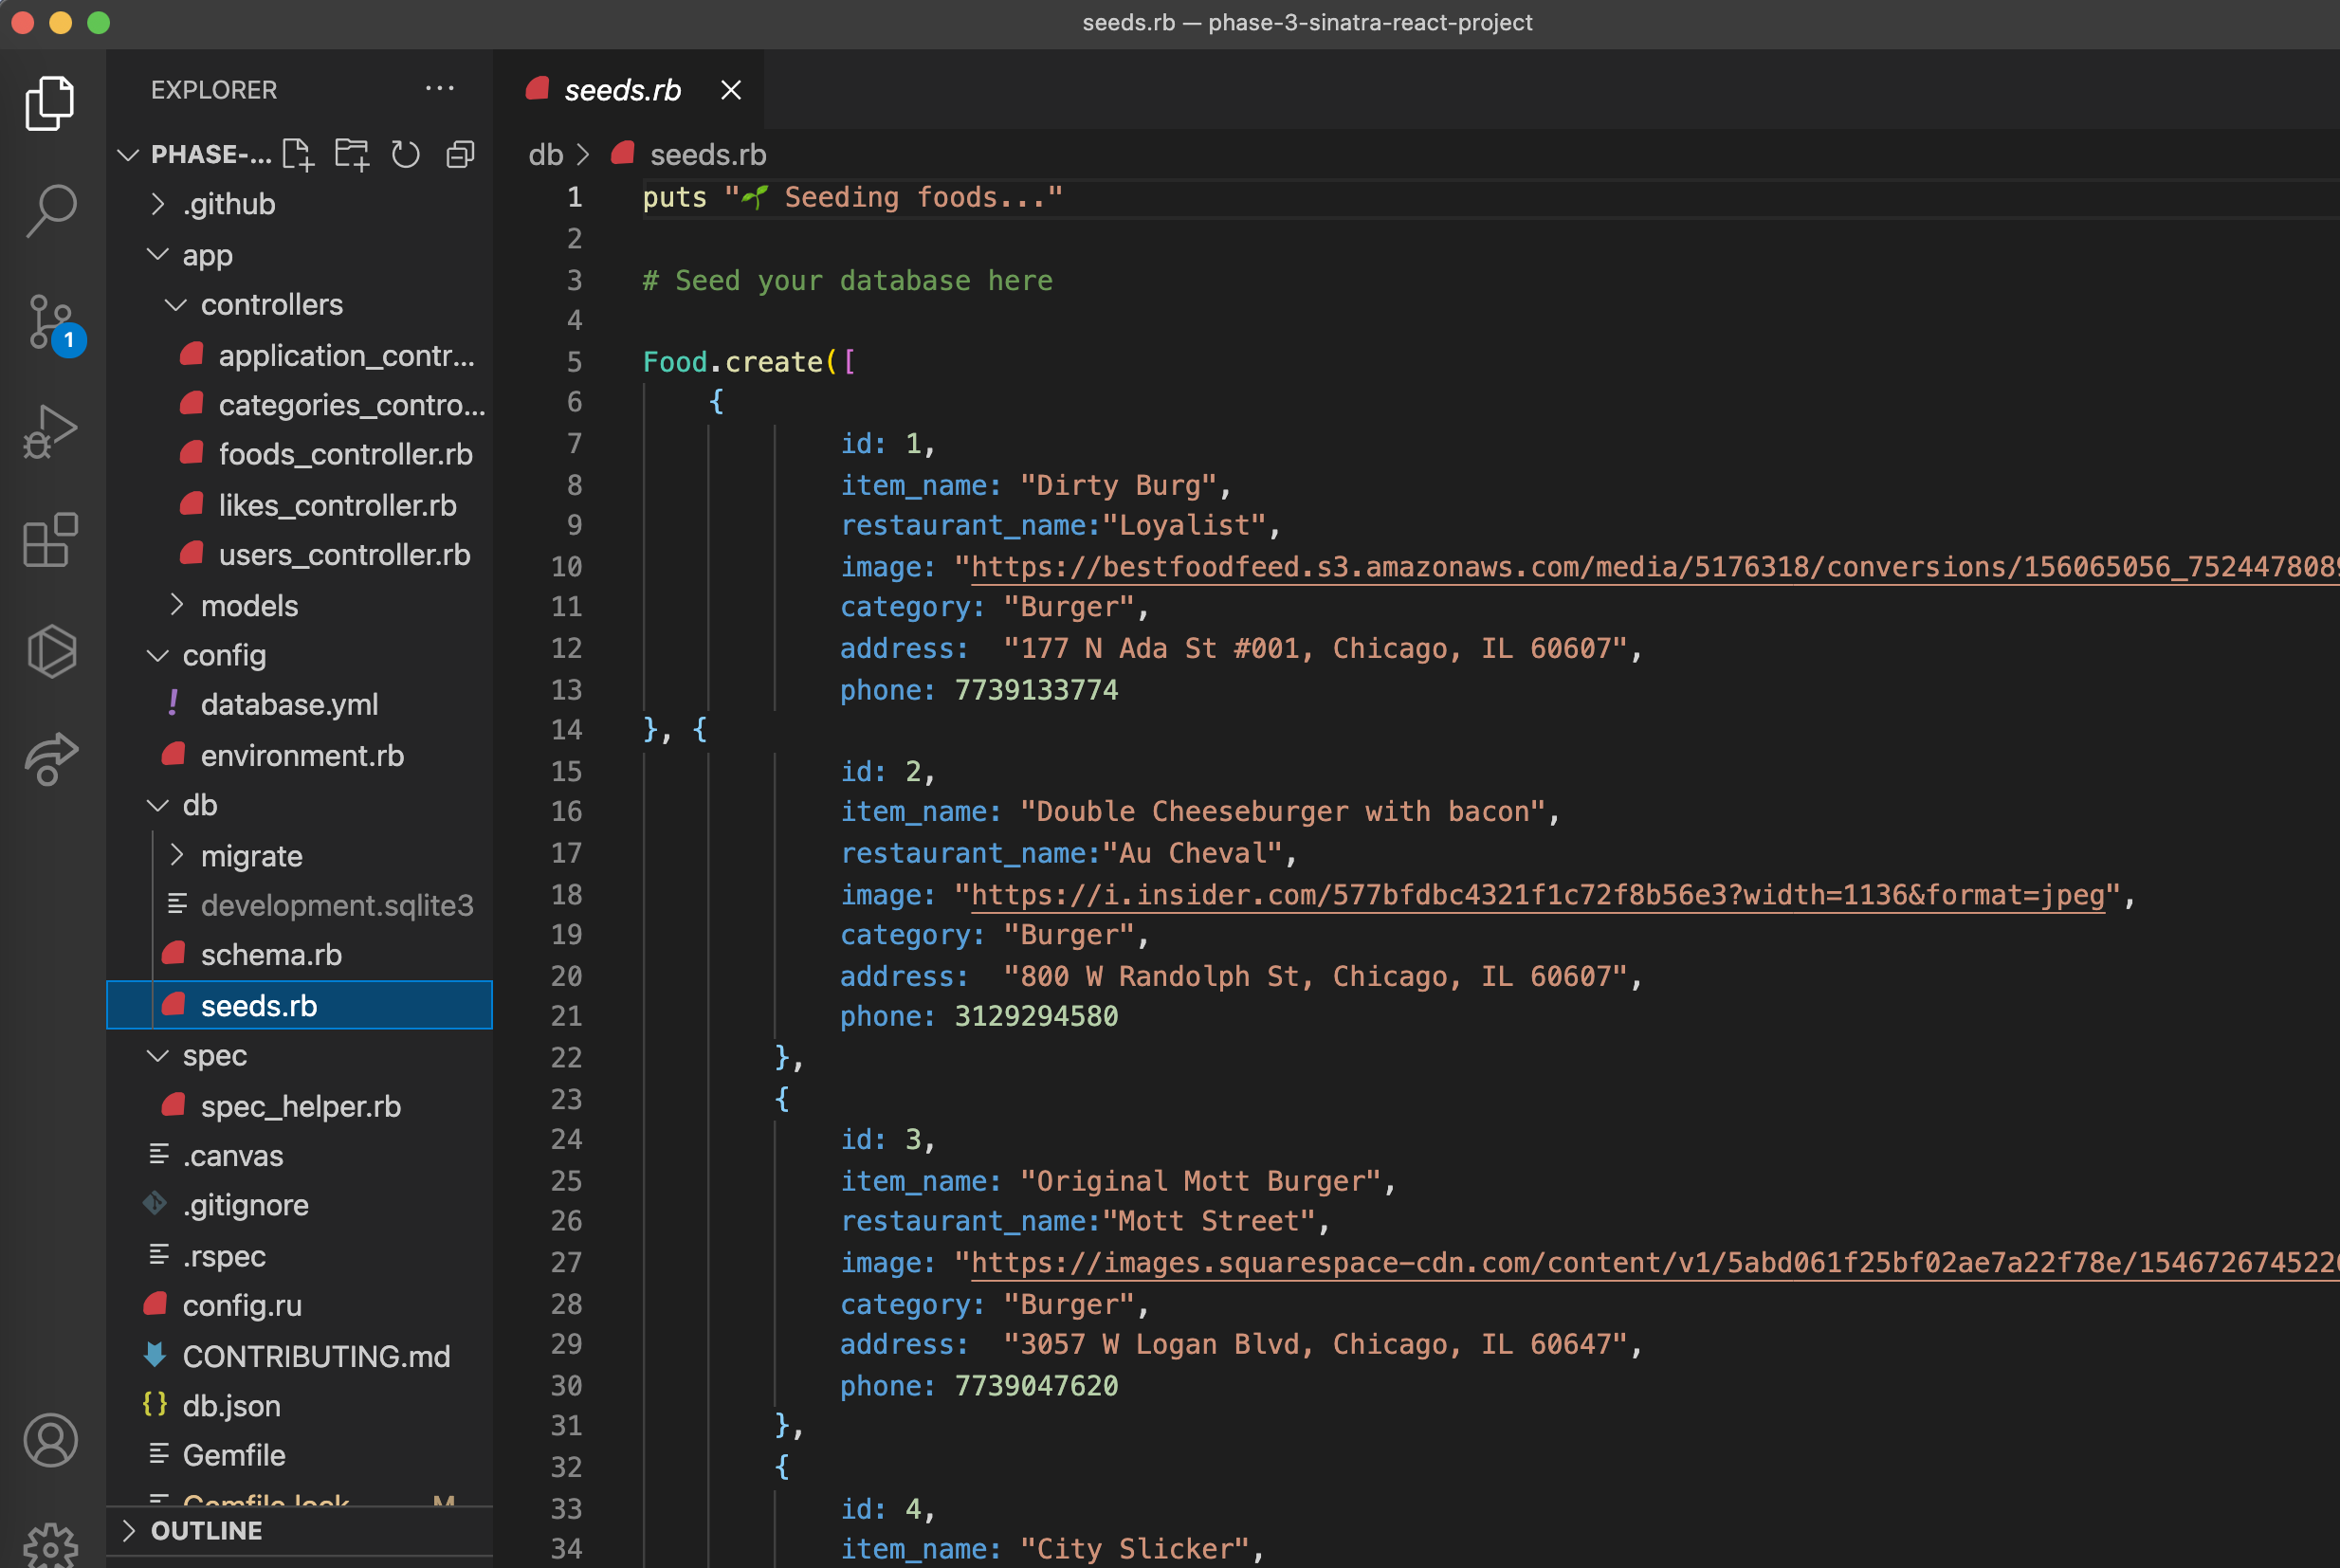 seeds.rb — phase-3-sinatra-react-project
EXPLORER
PHASE-...
.github
app
controllers
application_contr...
categories_contro...
foods_controller.rb
likes_controller.rb
users_controller.rb
models
config
database.yml
environment.rb
db
migrate
development.sqlite3
schema.rb
seeds.rb
spec
spec_helper.rb
.canvas
.gitignore
.rspec
config.ru
CONTRIBUTING.md
db.json
Gemfile
Gemfile.lock M
OUTLINE
1
seeds.rb
db > seeds.rb
1 puts "🌱 Seeding foods..."
2
3 # Seed your database here
4
5 Food.create([
6 {
7 id: 1,
8 item_name: "Dirty Burg",
9 restaurant_name:"Loyalist",
10 image: "https://bestfoodfeed.s3.amazonaws.com/media/5176318/conversions/156065056_7524478089
11 category: "Burger",
12 address:  "177 N Ada St #001, Chicago, IL 60607",
13 phone: 7739133774
14 }, {
15 id: 2,
16 item_name: "Double Cheeseburger with bacon",
17 restaurant_name:"Au Cheval",
18 image: "https://i.insider.com/577bfdbc4321f1c72f8b56e3?width=1136&format=jpeg",
19 category: "Burger",
20 address:  "800 W Randolph St, Chicago, IL 60607",
21 phone: 3129294580
22 },
23 {
24 id: 3,
25 item_name: "Original Mott Burger",
26 restaurant_name:"Mott Street",
27 image: "https://images.squarespace-cdn.com/content/v1/5abd061f25bf02ae7a22f78e/1546726745226
28 category: "Burger",
29 address:  "3057 W Logan Blvd, Chicago, IL 60647",
30 phone: 7739047620
31 },
32 {
33 id: 4,
34 item_name: "City Slicker",